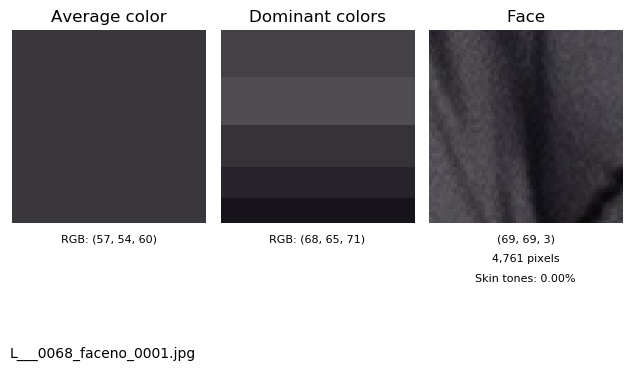 Average color
Dominant colors
Face
RGB: (57, 54, 60)
RGB: (68, 65, 71)
(69, 69, 3)
4,761 pixels
Skin tones: 0.00%
L___0068_faceno_0001.jpg